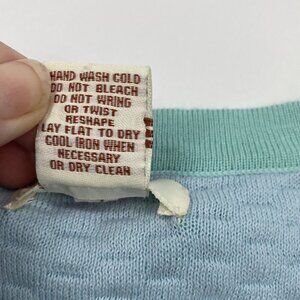 HAND WASH COLD
DO NOT BLEACH
DO NOT WRING
OR TWIST
RESHAPE
LAY FLAT TO DRY
COOL IRON WHEN
NECESSARY
OR DRY CLEAN